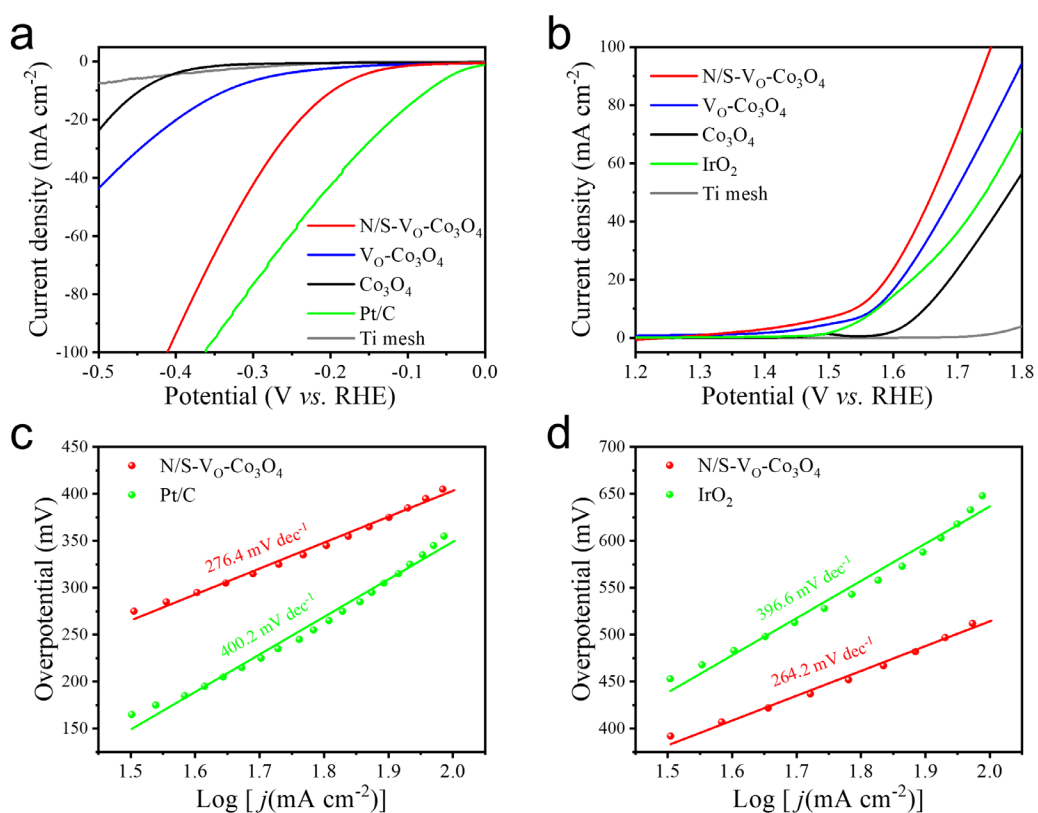 a
0
-20
-40
-60
-80
-100
-0.5
-0.4
-0.3
-0.2
-0.1
0.0
Current density (mA cm⁻²)
Potential (V vs. RHE)
N/S-V_O-Co₃O₄
V_O-Co₃O₄
Co₃O₄
Pt/C
Ti mesh
b
100
80
60
40
20
0
1.2
1.3
1.4
1.5
1.6
1.7
1.8
Current density (mA cm⁻²)
Potential (V vs. RHE)
N/S-V_O-Co₃O₄
V_O-Co₃O₄
Co₃O₄
IrO₂
Ti mesh
c
450
400
350
300
250
200
150
1.5
1.6
1.7
1.8
1.9
2.0
Overpotential (mV)
Log [ j(mA cm⁻²)]
N/S-V_O-Co₃O₄
Pt/C
276.4 mV dec⁻¹
400.2 mV dec⁻¹
d
700
650
600
550
500
450
400
1.5
1.6
1.7
1.8
1.9
2.0
Overpotential (mV)
Log [ j(mA cm⁻²)]
N/S-V_O-Co₃O₄
IrO₂
396.6 mV dec⁻¹
264.2 mV dec⁻¹